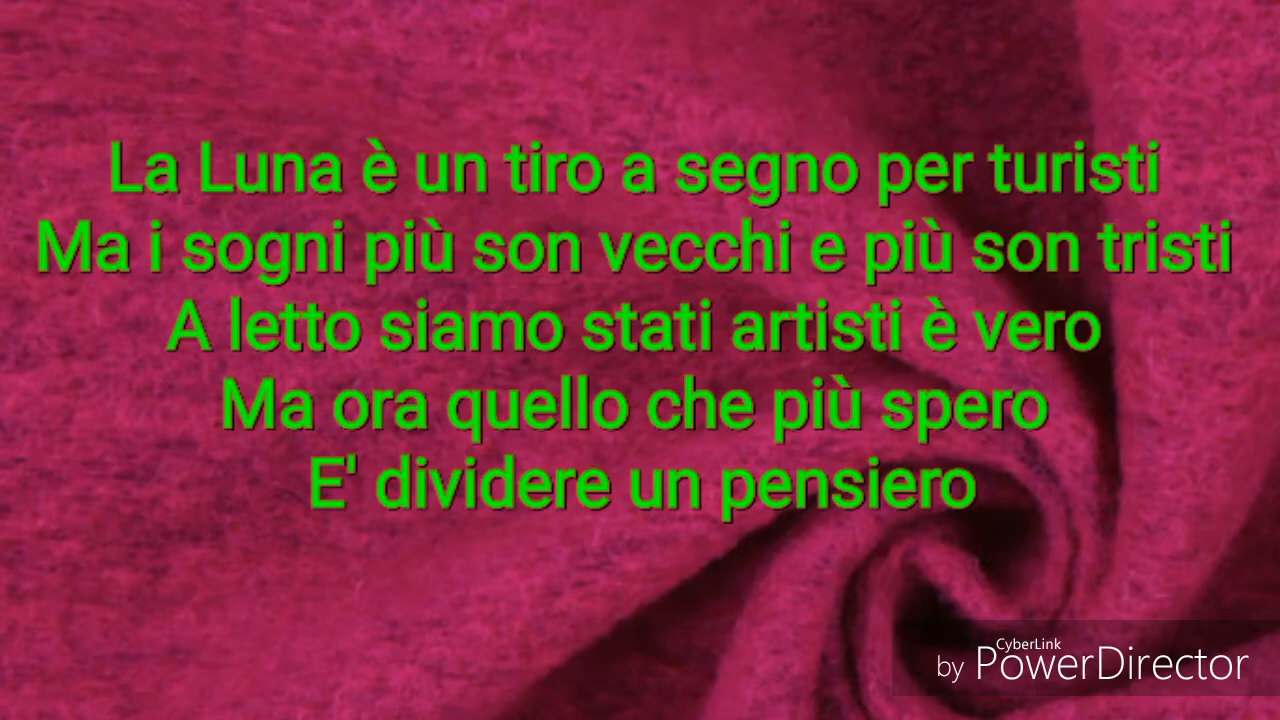 La Luna è un tiro a segno per turisti
Ma i sogni più son vecchi e più son tristi
A letto siamo stati artisti è vero
Ma ora quello che più spero
E' dividere un pensiero
CyberLink
by PowerDirector